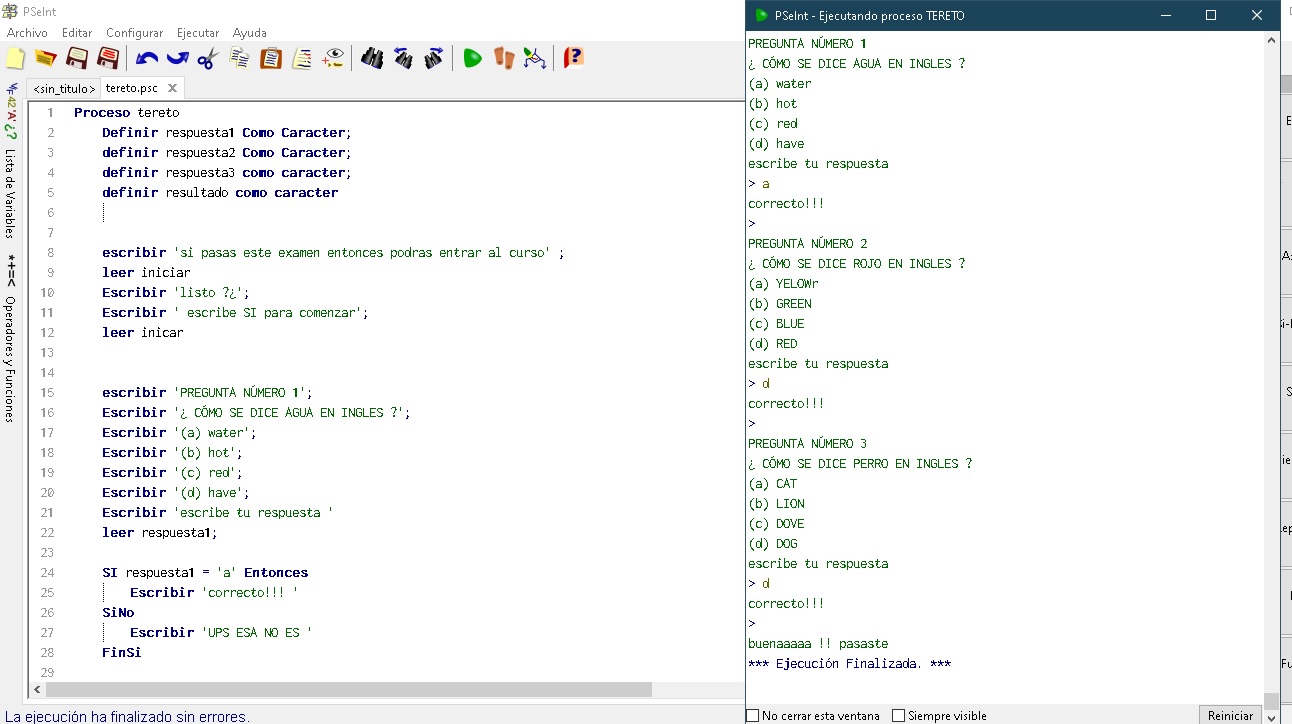 PSeInt
Archivo Editar Configurar Ejecutar Ayuda
<sin_titulo> tereto.psc
Lista de Variables
Operadores y Funciones
1 Proceso tereto
2 Definir respuesta1 Como Caracter;
3 definir respuesta2 Como Caracter;
4 definir respuesta3 como caracter;
5 definir resultado como caracter
6
7
8 escribir 'si pasas este examen entonces podras entrar al curso' ;
9 leer iniciar
10 Escribir 'listo ?¿';
11 Escribir ' escribe SI para comenzar';
12 leer inicar
13
14
15 escribir 'PREGUNTA NÚMERO 1';
16 Escribir '¿ CÓMO SE DICE AGUA EN INGLES ?';
17 Escribir '(a) water';
18 Escribir '(b) hot';
19 Escribir '(c) red';
20 Escribir '(d) have';
21 Escribir 'escribe tu respuesta '
22 leer respuesta1;
23
24 SI respuesta1 = 'a' Entonces
25 Escribir 'correcto!!! '
26 SiNo
27 Escribir 'UPS ESA NO ES '
28 FinSi
29
La ejecución ha finalizado sin errores.
PSeInt - Ejecutando proceso TERETO
PREGUNTA NÚMERO 1
¿ CÓMO SE DICE AGUA EN INGLES ?
(a) water
(b) hot
(c) red
(d) have
escribe tu respuesta
> a
correcto!!!
>
PREGUNTA NÚMERO 2
¿ CÓMO SE DICE ROJO EN INGLES ?
(a) YELOWr
(b) GREEN
(c) BLUE
(d) RED
escribe tu respuesta
> d
correcto!!!
>
PREGUNTA NÚMERO 3
¿ CÓMO SE DICE PERRO EN INGLES ?
(a) CAT
(b) LION
(c) DOVE
(d) DOG
escribe tu respuesta
> d
correcto!!!
>
buenaaaaa !! pasaste
*** Ejecución Finalizada. ***
No cerrar esta ventana Siempre visible Reiniciar